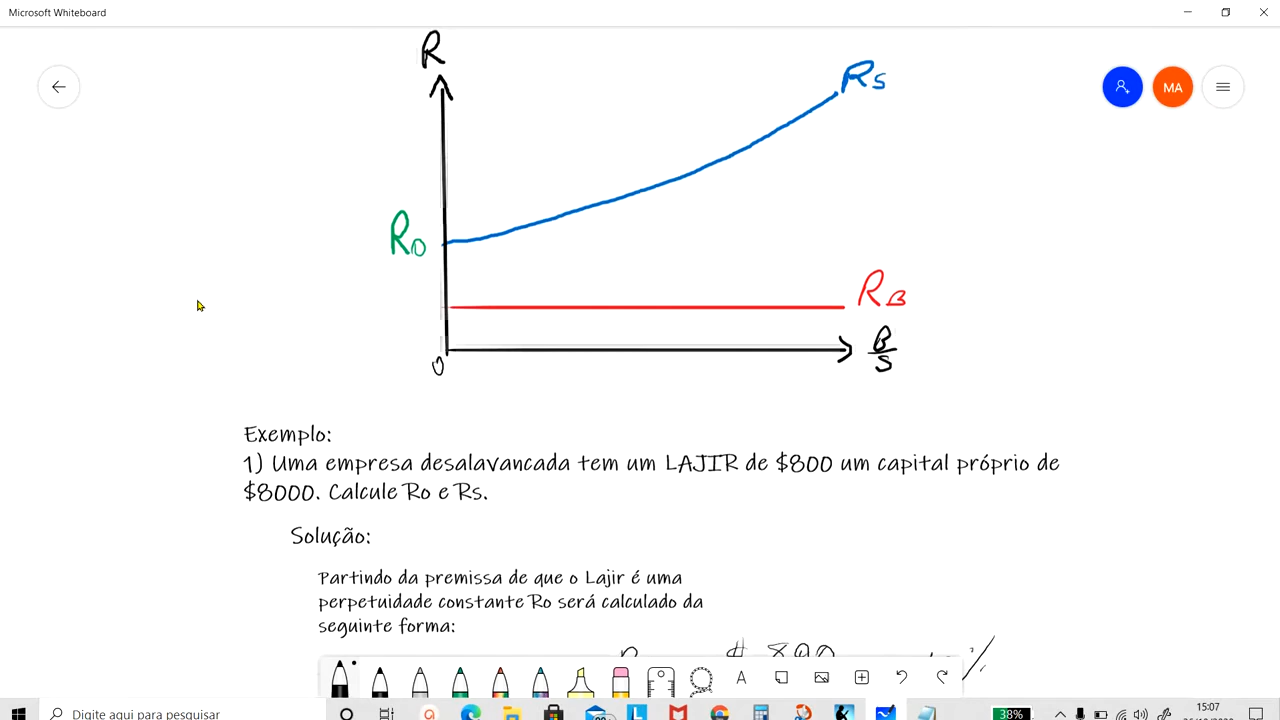 Microsoft Whiteboard
R
RS
MA
R0
RB
B
S
0
Exemplo:
1) Uma empresa desalavancada tem um LAJIR de $800 um capital próprio de
$8000. Calcule Ro e Rs.
Solução:
Partindo da premissa de que o Lajir é uma
perpetuidade constante Ro será calculado da
seguinte forma:
$ 800
%
A
Digite aqui para pesquisar
38%
15:07